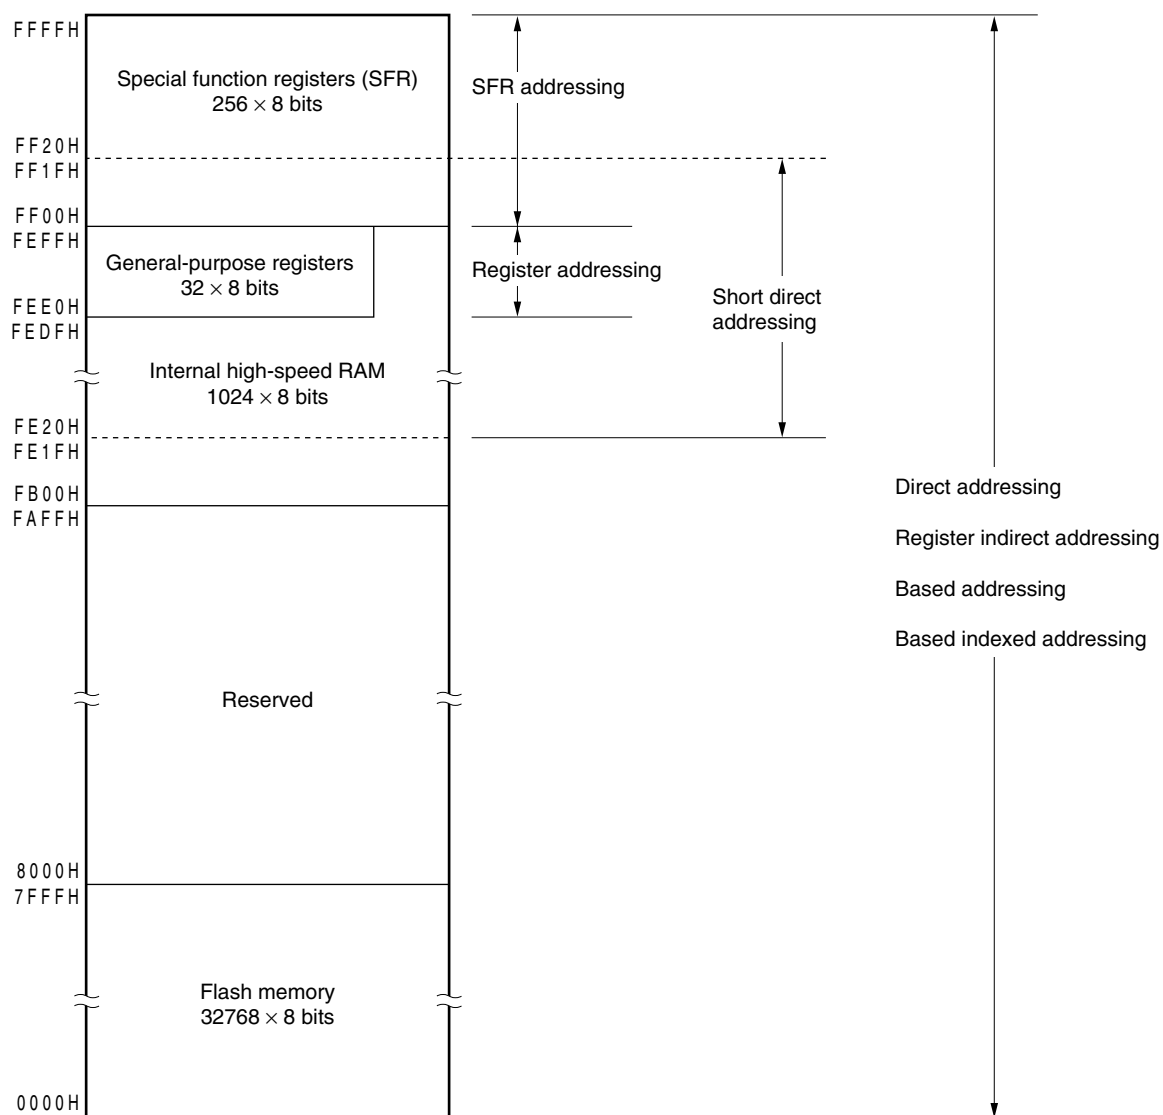 FFFFH
Special function registers (SFR)
256 × 8 bits
SFR addressing
FF20H
FF1FH
FF00H
FEFFH
General-purpose registers
32 × 8 bits
Register addressing
FEE0H
FEDFH
Short direct
addressing
Internal high-speed RAM
1024 × 8 bits
FE20H
FE1FH
FB00H
FAFFH
Direct addressing
Register indirect addressing
Based addressing
Based indexed addressing
Reserved
8000H
7FFFH
Flash memory
32768 × 8 bits
0000H